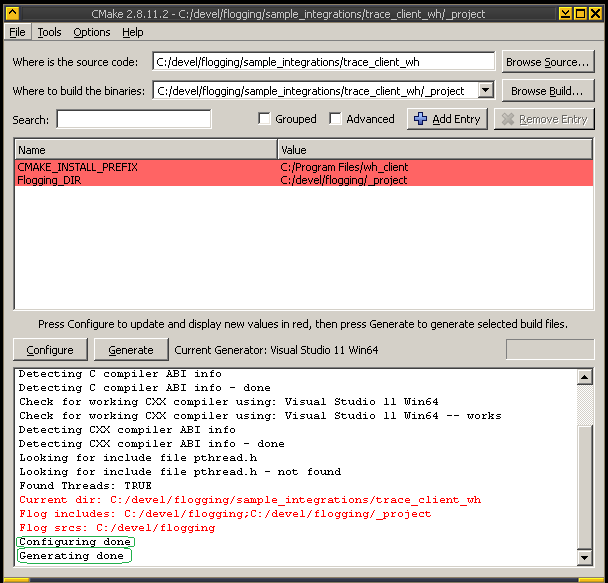 CMake 2.8.11.2 - C:/devel/flogging/sample_integrations/trace_client_wh/_project
File Tools Options Help
Where is the source code: C:/devel/flogging/sample_integrations/trace_client_wh Browse Source...
Where to build the binaries: C:/devel/flogging/sample_integrations/trace_client_wh/_project Browse Build...
Search: Grouped Advanced Add Entry Remove Entry
Name Value
CMAKE_INSTALL_PREFIX C:/Program Files/wh_client
Flogging_DIR C:/devel/flogging/_project
Press Configure to update and display new values in red, then press Generate to generate selected build files.
Configure Generate Current Generator: Visual Studio 11 Win64
Detecting C compiler ABI info
Detecting C compiler ABI info - done
Check for working CXX compiler using: Visual Studio 11 Win64
Check for working CXX compiler using: Visual Studio 11 Win64 -- works
Detecting CXX compiler ABI info
Detecting CXX compiler ABI info - done
Looking for include file pthread.h
Looking for include file pthread.h - not found
Found Threads: TRUE
Current dir: C:/devel/flogging/sample_integrations/trace_client_wh
Flog includes: C:/devel/flogging;C:/devel/flogging/_project
Flog srcs: C:/devel/flogging
Configuring done
Generating done